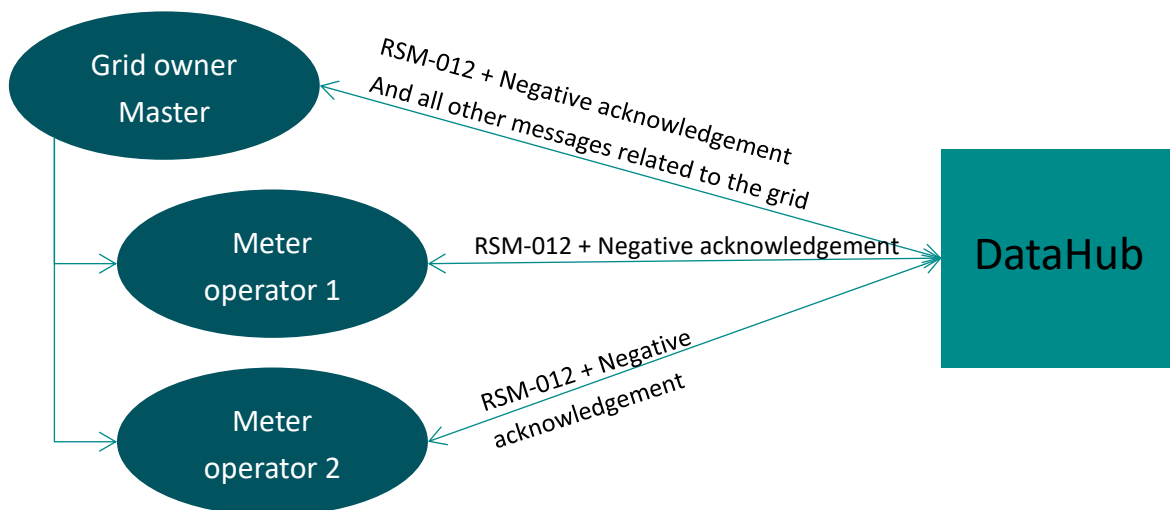 Grid owner
Master
RSM-012 + Negative acknowledgement
And all other messages related to the grid
Meter
operator 1
RSM-012 + Negative acknowledgement
DataHub
RSM-012 + Negative
acknowledgement
Meter
operator 2